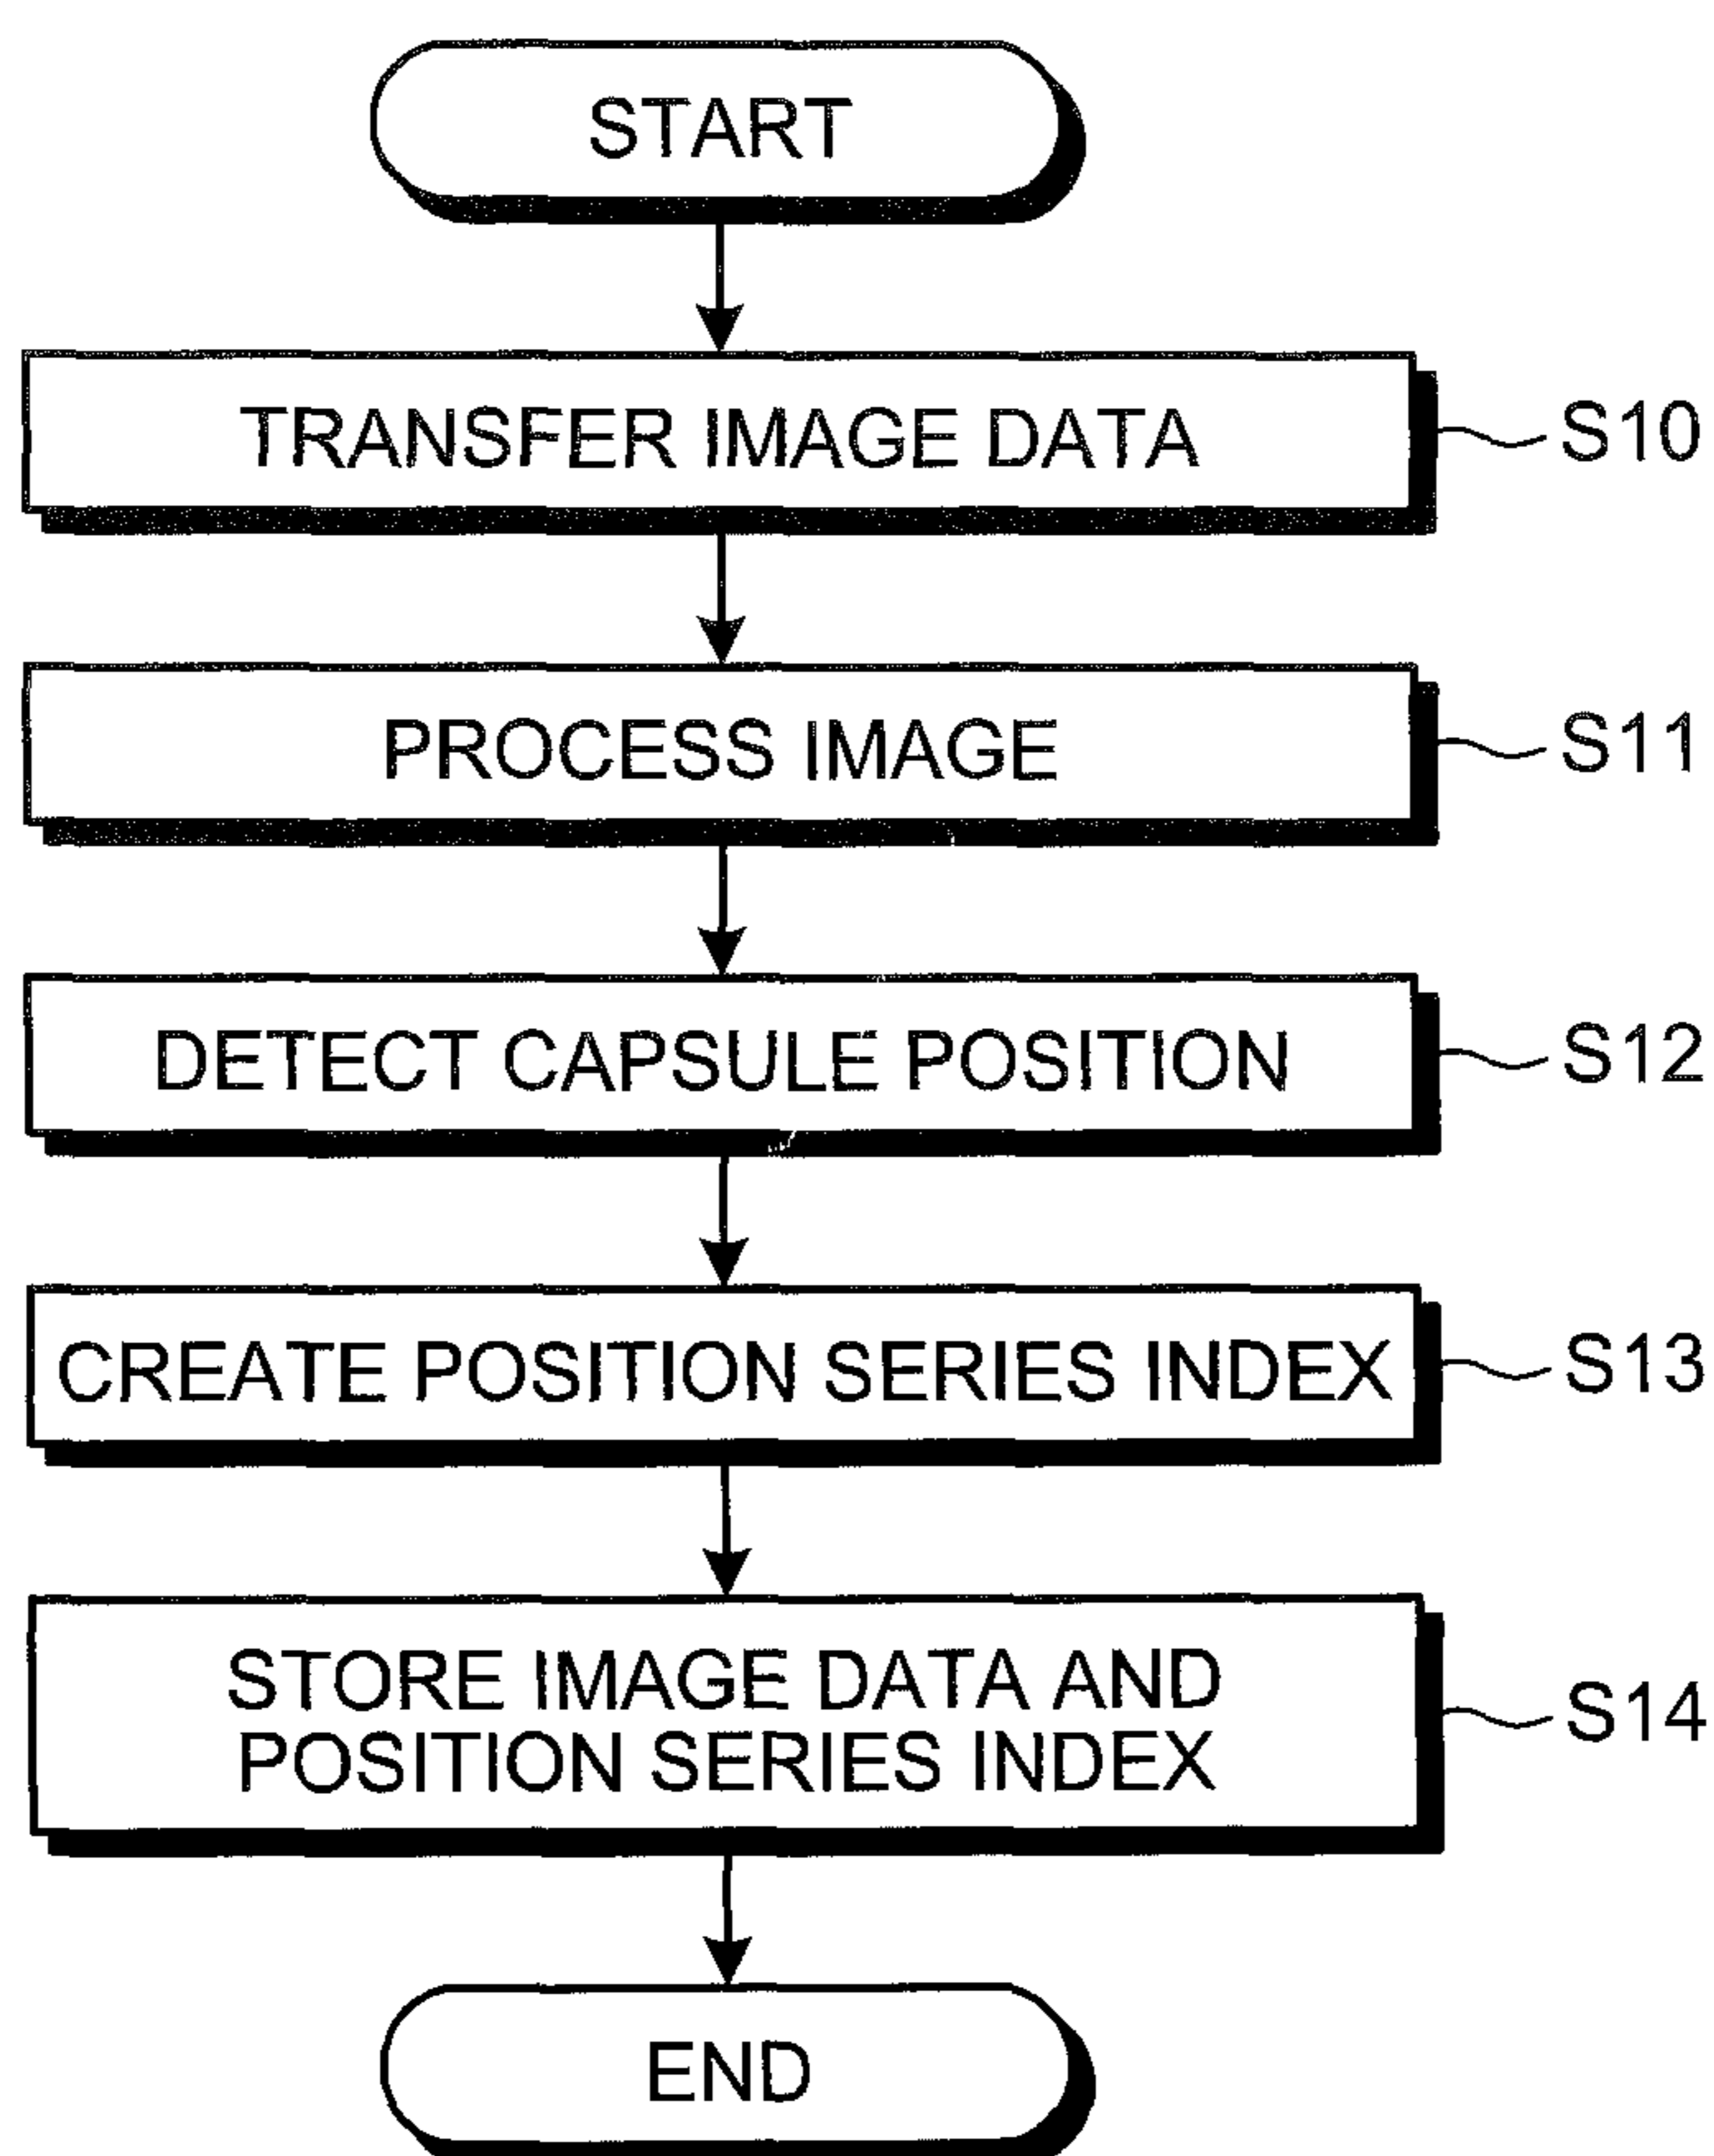 START
TRANSFER IMAGE DATA
S10
PROCESS IMAGE
S11
DETECT CAPSULE POSITION
S12
CREATE POSITION SERIES INDEX
S13
STORE IMAGE DATA AND
POSITION SERIES INDEX
S14
END